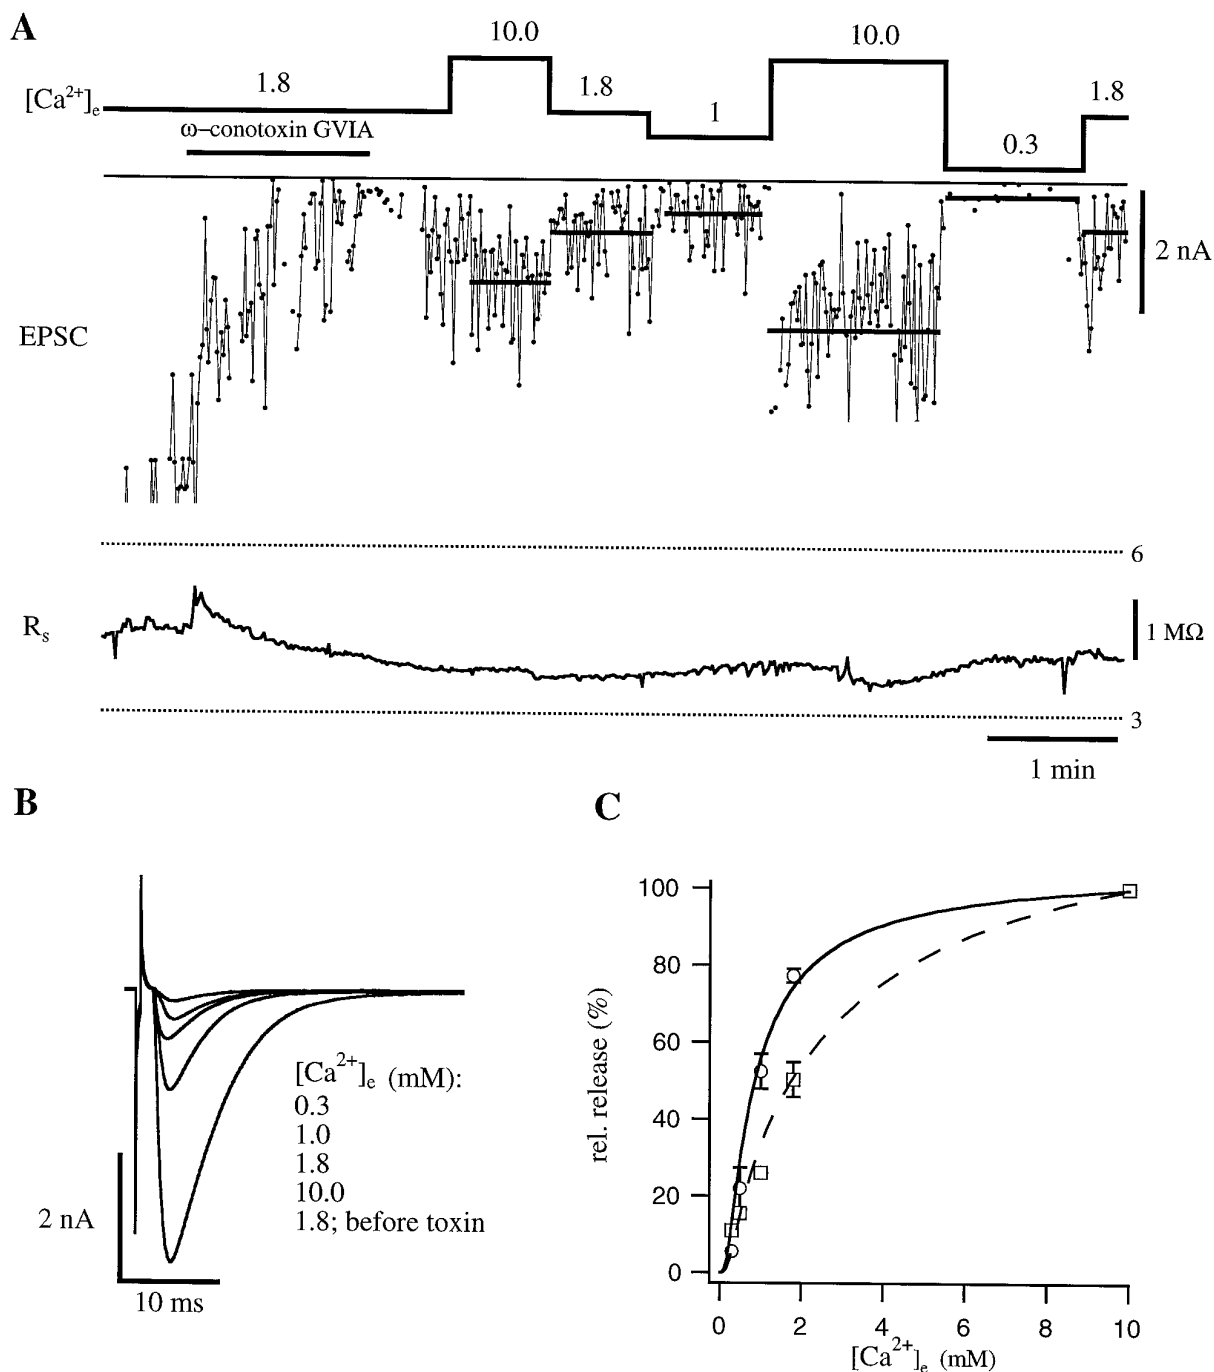 A
10.0
10.0
1.8
1.8
1.8
[Ca²⁺]ₑ
1
ω–conotoxin GVIA
0.3
2 nA
EPSC
6
Rₛ
1 MΩ
3
1 min
B
C
100
80
60
40
20
0
rel. release (%)
[Ca²⁺]ₑ (mM):
0.3
1.0
1.8
10.0
1.8; before toxin
2 nA
10 ms
0 2 4 6 8 10
[Ca²⁺]ₑ (mM)